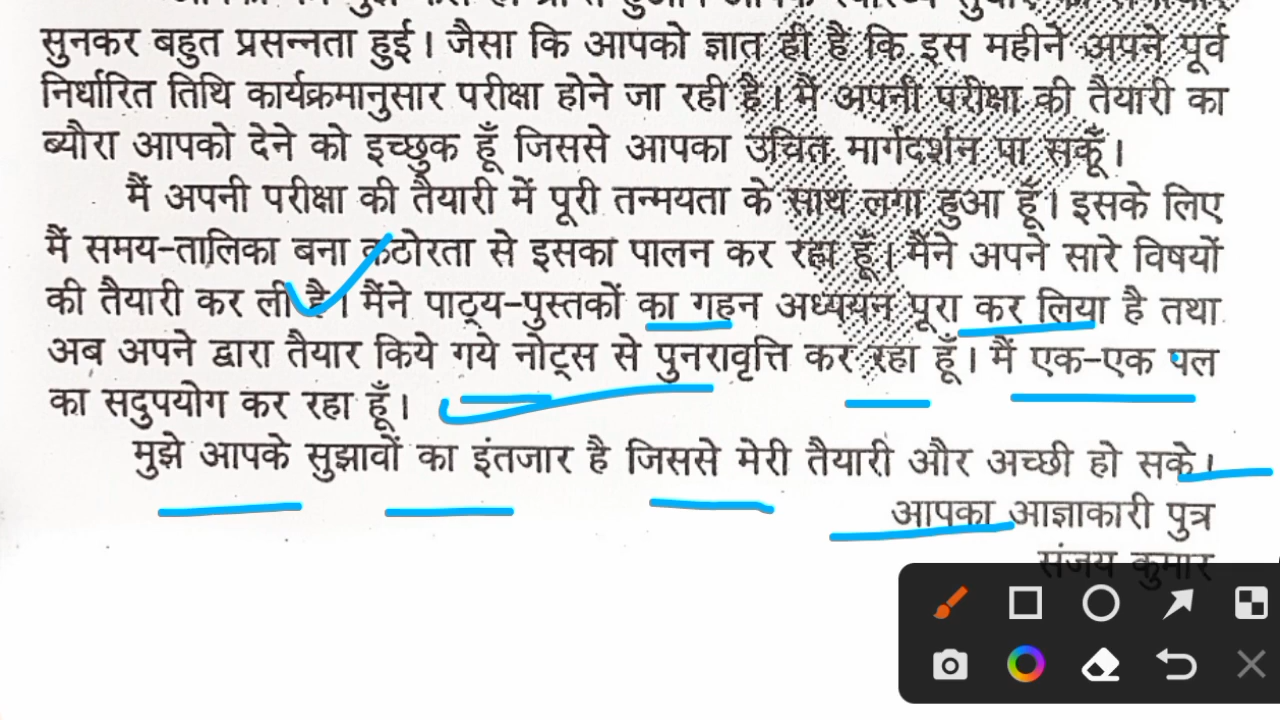 सुनकर बहुत प्रसन्नता हुई। जैसा कि आपको ज्ञात ही है कि इस महीने अपने पूर्व
निर्धारित तिथि कार्यक्रमानुसार परीक्षा होने जा रही है। मैं अपनी परीक्षा की तैयारी का
ब्यौरा आपको देने को इच्छुक हूँ जिससे आपका उचित मार्गदर्शन पा सकूँ।
मैं अपनी परीक्षा की तैयारी में पूरी तन्मयता के साथ लगा हुआ हूँ। इसके लिए
मैं समय-तालिका बना कठोरता से इसका पालन कर रहा हूँ। मैंने अपने सारे विषयों
की तैयारी कर ली है। मैंने पाठ्य-पुस्तकों का गहन अध्ययन पूरा कर लिया है तथा
अब अपने द्वारा तैयार किये गये नोट्स से पुनरावृत्ति कर रहा हूँ। मैं एक-एक पल
का सदुपयोग कर रहा हूँ।
मुझे आपके सुझावों का इंतजार है जिससे मेरी तैयारी और अच्छी हो सके।
आपका आज्ञाकारी पुत्र
संजय कुमार